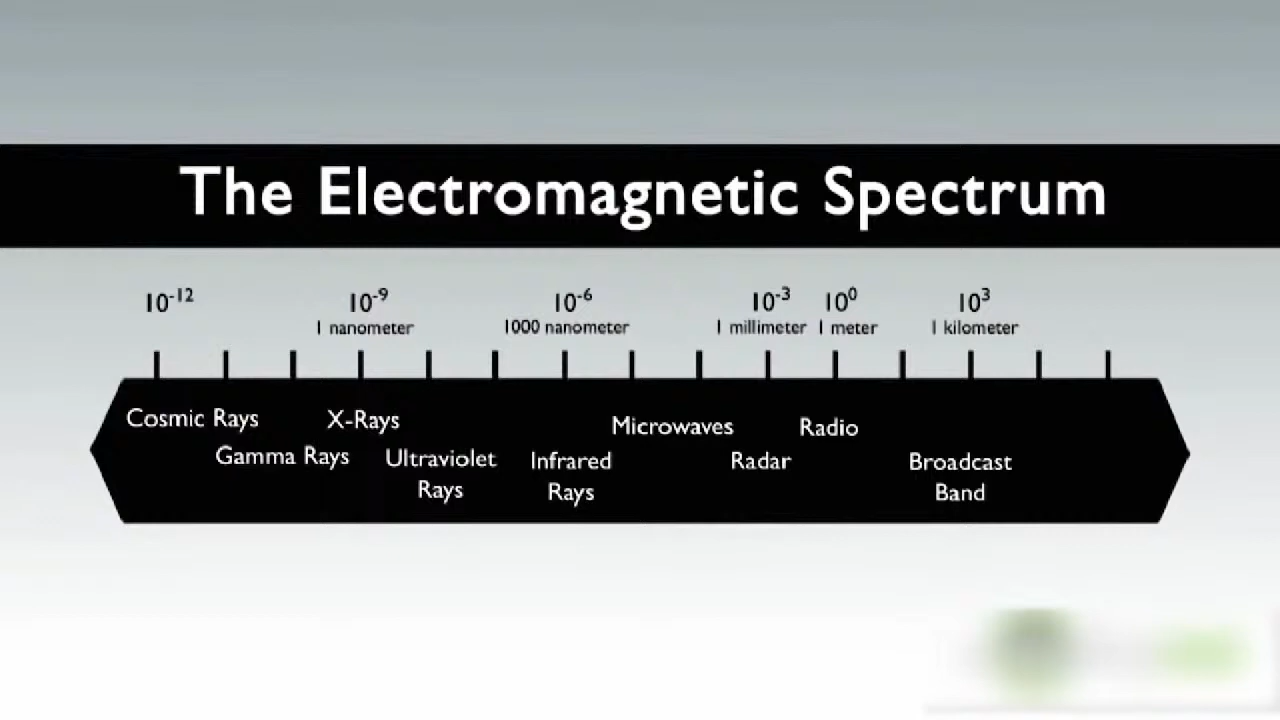 The Electromagnetic Spectrum
10⁻¹² 10⁻⁹ 10⁻⁶ 10⁻³ 10⁰ 10³
1 nanometer 1000 nanometer 1 millimeter 1 meter 1 kilometer
Cosmic Rays X-Rays Microwaves Radio
Gamma Rays Ultraviolet Infrared Radar Broadcast
Rays Rays Band